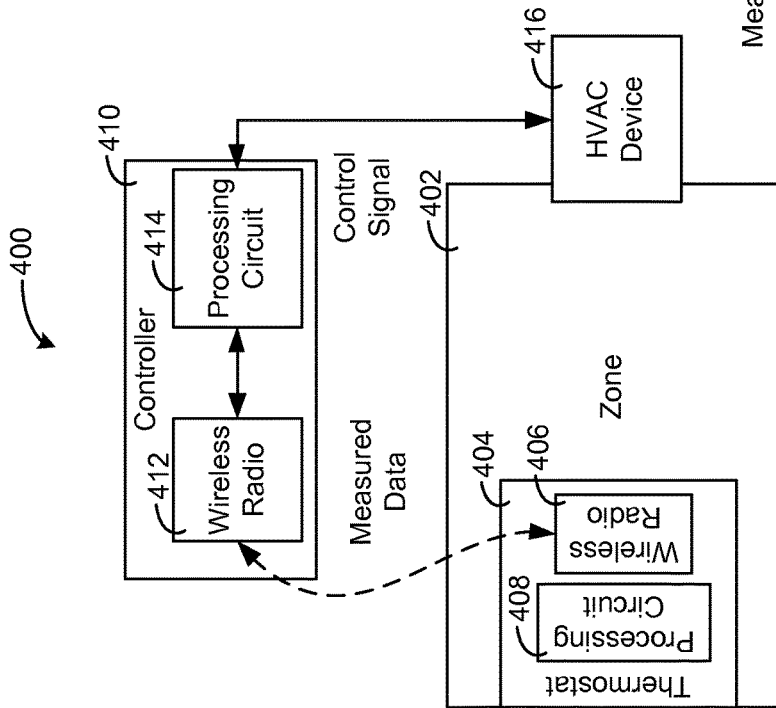 400
410
Controller
412
Wireless
Radio
414
Processing
Circuit
Measured
Data
Control
Signal
402
416
HVAC
Device
Zone
404
406
Wireless
Radio
408
Processing
Circuit
Thermostat
Mea